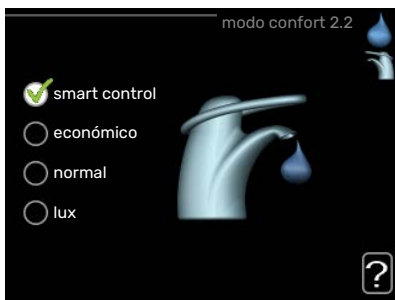 modo confort 2.2
smart control
económico
normal
lux
?